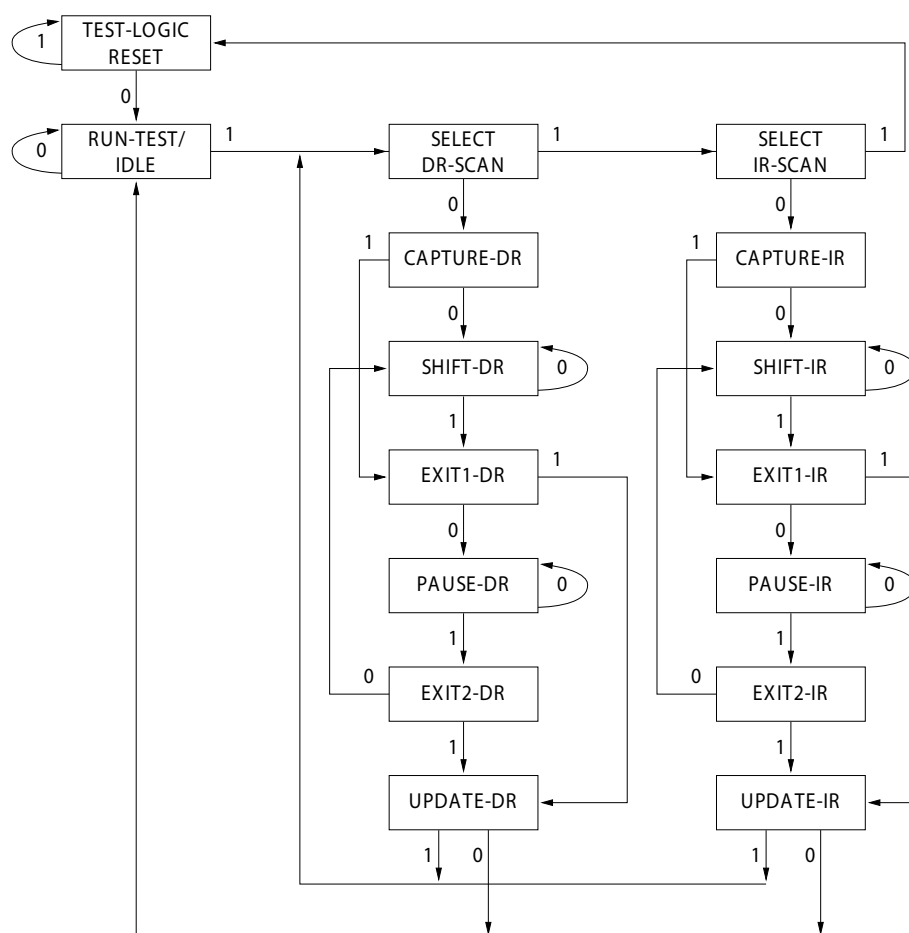 TEST-LOGIC
RESET
1
0
RUN-TEST/
IDLE
0
1
SELECT
DR-SCAN
1
SELECT
IR-SCAN
1
0
0
1
CAPTURE-DR
1
CAPTURE-IR
0
0
SHIFT-DR
0
SHIFT-IR
0
1
1
EXIT1-DR
1
EXIT1-IR
1
0
0
PAUSE-DR
0
PAUSE-IR
0
1
1
0
EXIT2-DR
0
EXIT2-IR
1
1
UPDATE-DR
UPDATE-IR
1
0
1
0